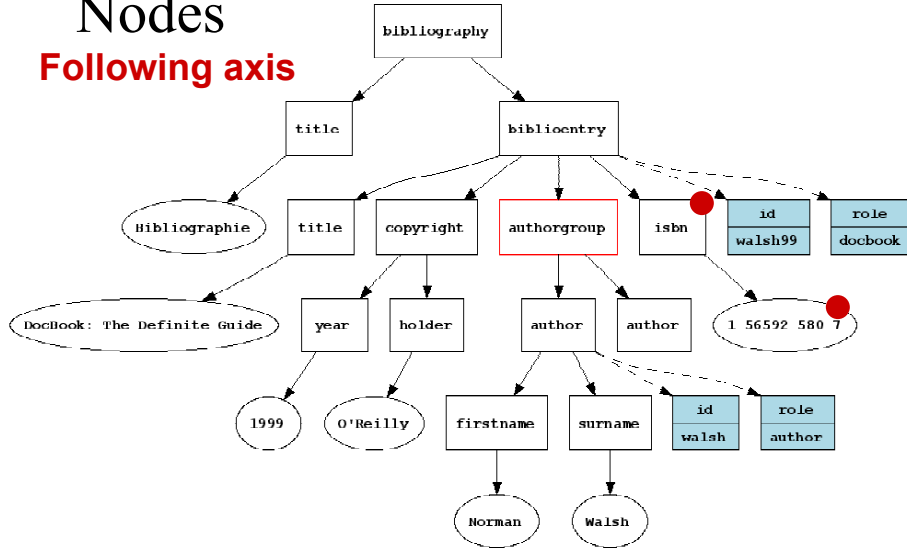 Nodes
Following axis
bibliography
title
biblioentry
Bibliographie
title
copyright
authorgroup
isbn
id
walsh99
role
docbook
DocBook: The Definite Guide
year
holder
author
author
1 56592 580 7
1999
O'Reilly
firstname
surname
id
walsh
role
author
Norman
Walsh